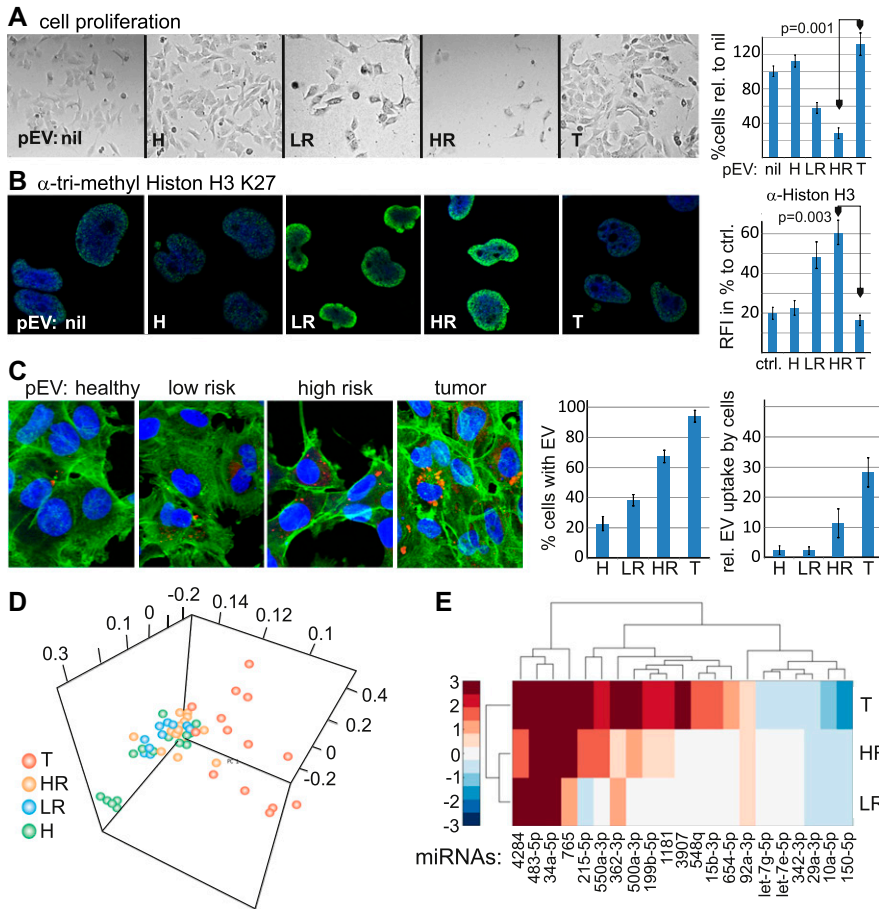 A cell proliferation
pEV: nil H LR HR T
%cells rel. to nil
120
80
40
p=0.001
pEV: nil H LR HR T
B α-tri-methyl Histon H3 K27
pEV: nil H LR HR T
α-Histon H3
RFI in % to ctrl.
60
40
20
p=0.003
ctrl. H LR HR T
C
pEV: healthy low risk high risk tumor
% cells with EV
100
80
60
40
20
0
H LR HR T
rel. EV uptake by cells
50
40
30
20
10
0
H LR HR T
D
0.3 0.1 0 -0.2 0.14 0.12 0.1
0.4
0.2
0
-0.2
T
HR
LR
H
E
3
2
1
0
-1
-2
-3
T
HR
LR
miRNAs:
4284
483-5p
34a-5p
765
215-5p
550a-3p
362-3p
500a-3p
199b-5p
1181
3907
548q
15b-3p
654-5p
92a-3p
let-7g-5p
let-7e-5p
342-3p
29a-3p
10a-5p
150-5p